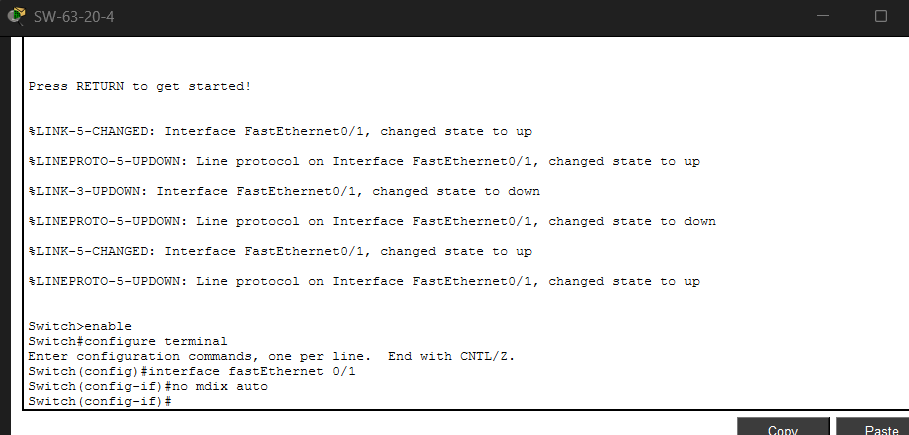 SW-63-20-4
Press RETURN to get started!
%LINK-5-CHANGED: Interface FastEthernet0/1, changed state to up
%LINEPROTO-5-UPDOWN: Line protocol on Interface FastEthernet0/1, changed state to up
%LINK-3-UPDOWN: Interface FastEthernet0/1, changed state to down
%LINEPROTO-5-UPDOWN: Line protocol on Interface FastEthernet0/1, changed state to down
%LINK-5-CHANGED: Interface FastEthernet0/1, changed state to up
%LINEPROTO-5-UPDOWN: Line protocol on Interface FastEthernet0/1, changed state to up
Switch>enable
Switch#configure terminal
Enter configuration commands, one per line.  End with CNTL/Z.
Switch(config)#interface fastEthernet 0/1
Switch(config-if)#no mdix auto
Switch(config-if)#
Copy
Paste